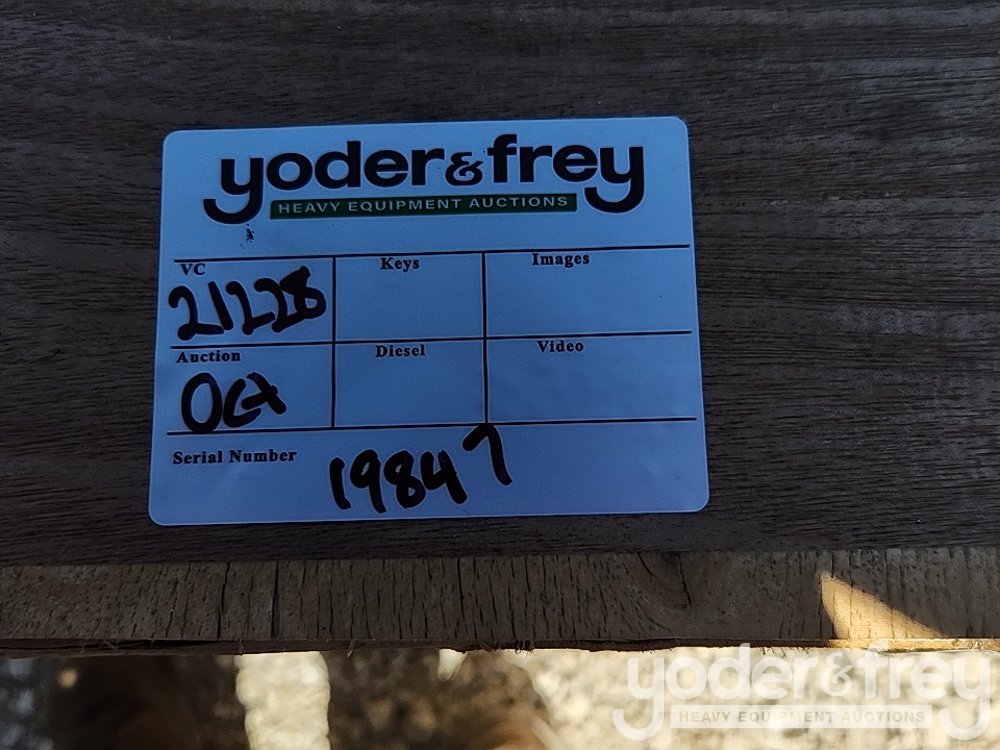 yoder&frey
HEAVY EQUIPMENT AUCTIONS
VC Keys Images
21228
Auction Diesel Video
Oct
Serial Number 19847
yoder&frey
HEAVY EQUIPMENT AUCTIONS